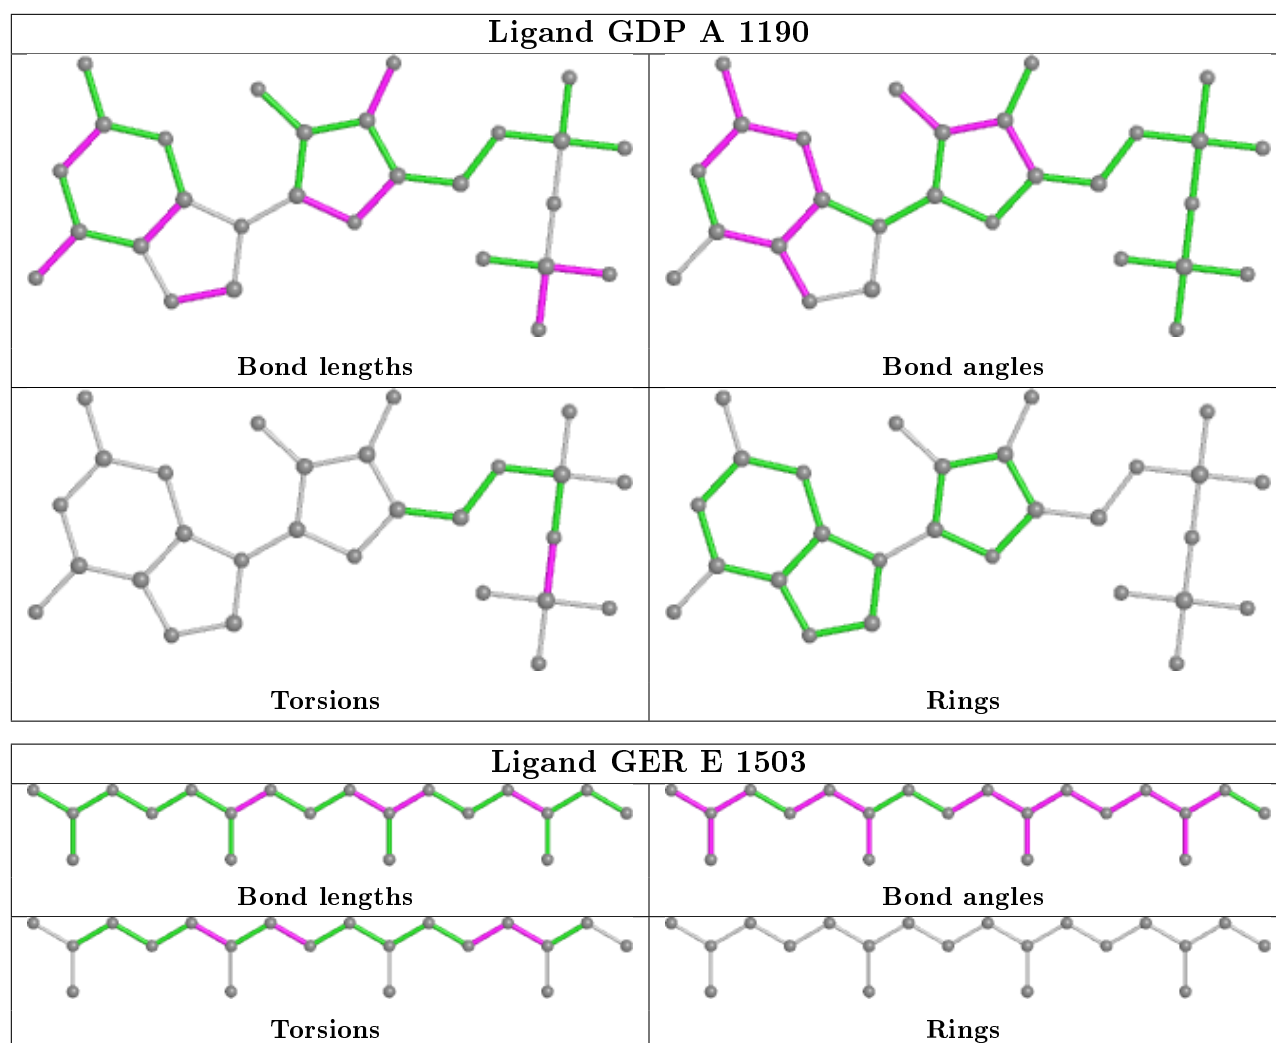 Ligand GDP A 1190
Bond lengths
Bond angles
Torsions
Rings
Ligand GER E 1503
Bond lengths
Bond angles
Torsions
Rings